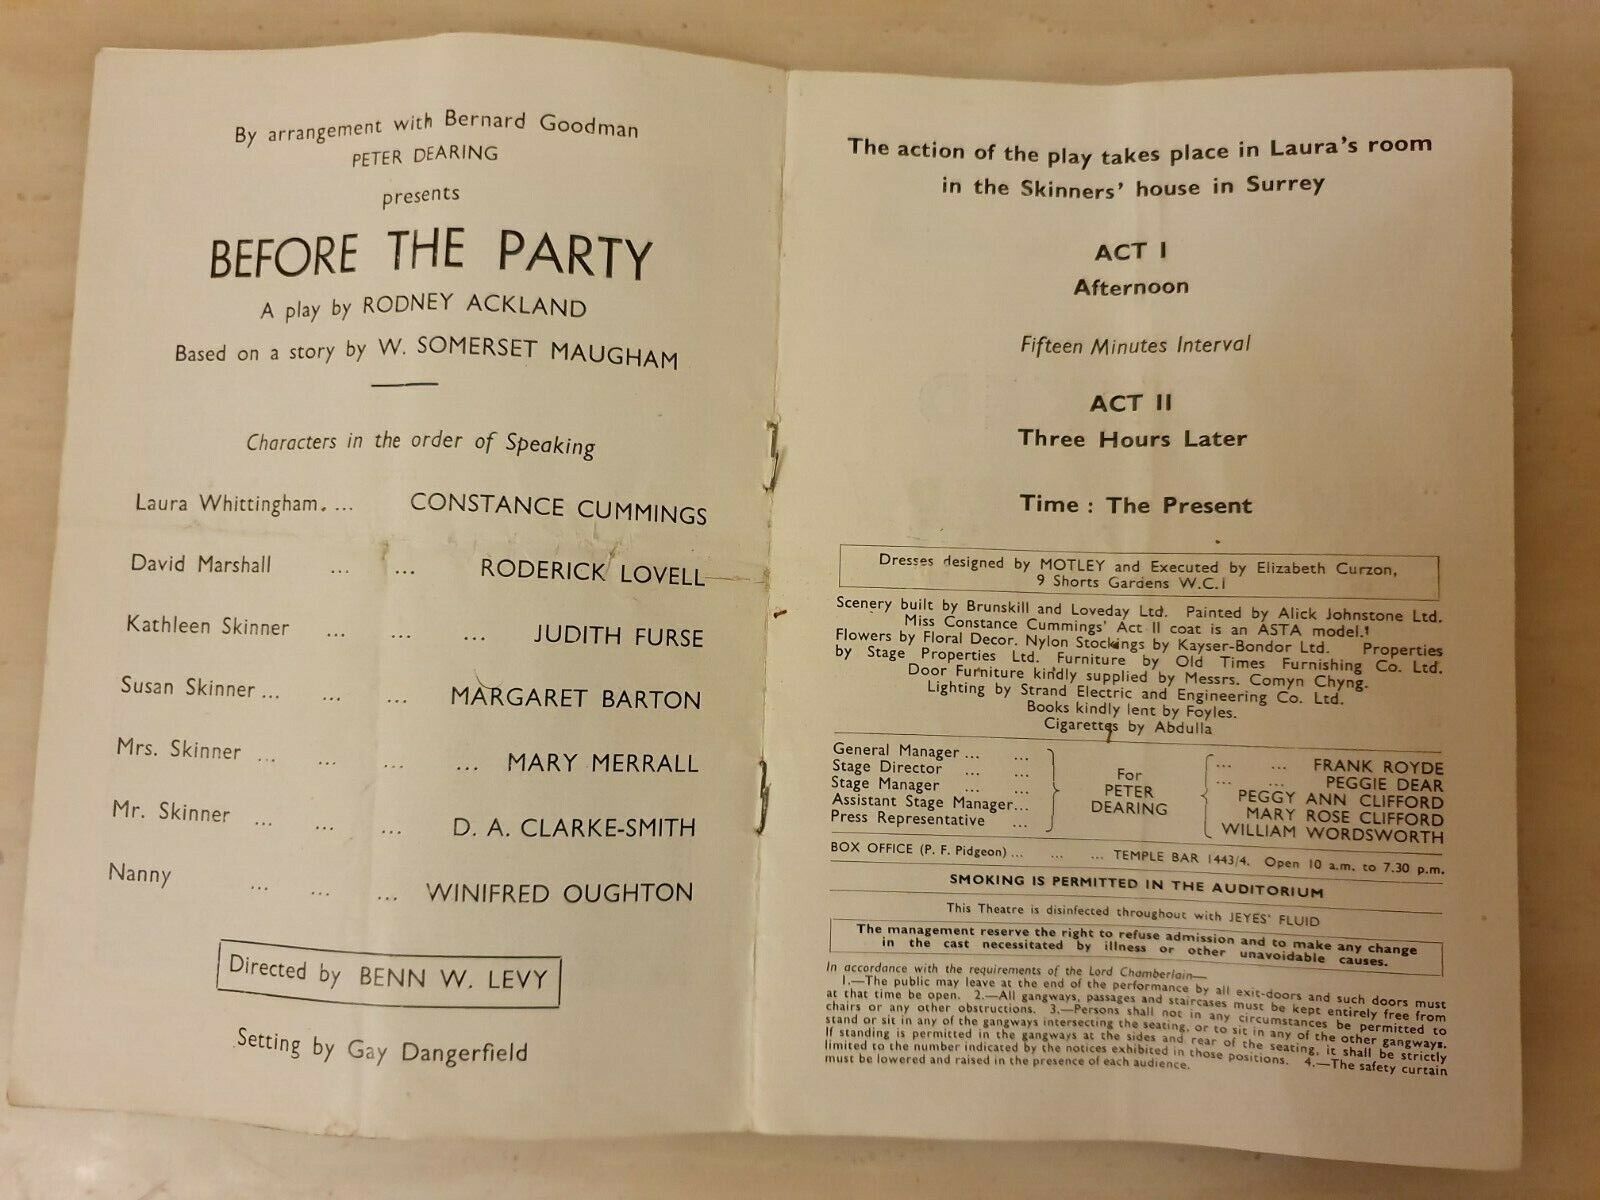 By arrangement with Bernard Goodman
PETER DEARING
presents
BEFORE THE PARTY
A play by RODNEY ACKLAND
Based on a story by W. SOMERSET MAUGHAM
Characters in the order of Speaking
Laura Whittingham. ... CONSTANCE CUMMINGS
David Marshall ... ... RODERICK LOVELL
Kathleen Skinner ... ... ... JUDITH FURSE
Susan Skinner ... ... ... MARGARET BARTON
Mrs. Skinner ... ... ... ... MARY MERRALL
Mr. Skinner ... ... ... D. A. CLARKE-SMITH
Nanny ... ... ... WINIFRED OUGHTON
Directed by BENN W. LEVY
Setting by Gay Dangerfield
The action of the play takes place in Laura's room
in the Skinners' house in Surrey
ACT I
Afternoon
Fifteen Minutes Interval
ACT II
Three Hours Later
Time : The Present
Dresses designed by MOTLEY and Executed by Elizabeth Curzon,
9 Shorts Gardens W.C.I
Scenery built by Brunskill and Loveday Ltd. Painted by Alick Johnstone Ltd.
Miss Constance Cummings' Act II coat is an ASTA model.
Flowers by Floral Decor. Nylon Stockings by Kayser-Bondor Ltd. Properties
by Stage Properties Ltd. Furniture by Old Times Furnishing Co. Ltd.
Door Furniture kindly supplied by Messrs. Comyn Chyng.
Lighting by Strand Electric and Engineering Co. Ltd.
Books kindly lent by Foyles.
Cigarettes by Abdulla
General Manager ... ... ... ... FRANK ROYDE
Stage Director ... ... ... ... PEGGIE DEAR
Stage Manager ... ... PEGGY ANN CLIFFORD
Assistant Stage Manager... MARY ROSE CLIFFORD
Press Representative ... WILLIAM WORDSWORTH
For
PETER
DEARING
BOX OFFICE (P. F. Pidgeon) ... ... ... TEMPLE BAR 1443/4. Open 10 a.m. to 7.30 p.m.
SMOKING IS PERMITTED IN THE AUDITORIUM
This Theatre is disinfected throughout with JEYES' FLUID
The management reserve the right to refuse admission and to make any change
in the cast necessitated by illness or other unavoidable causes.
In accordance with the requirements of the Lord Chamberlain—
1.—The public may leave at the end of the performance by all exit-doors and such doors must
at that time be open. 2.—All gangways, passages and staircases must be kept entirely free from
chairs or any other obstructions. 3.—Persons shall not in any circumstances be permitted to
stand or sit in any of the gangways intersecting the seating, or to sit in any of the other gangways.
If standing is permitted in the gangways at the sides and rear of the seating, it shall be strictly
limited to the number indicated by the notices exhibited in those positions. 4.—The safety curtain
must be lowered and raised in the presence of each audience.